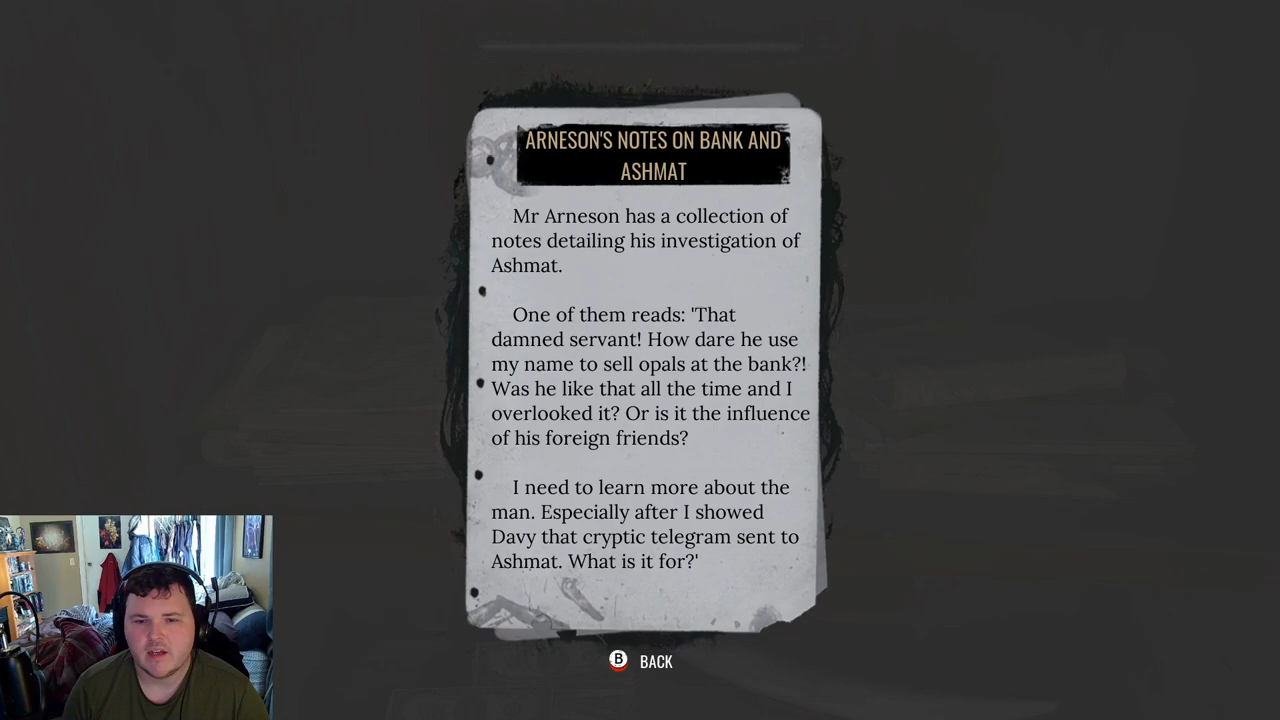 ARNESON'S NOTES ON BANK AND
ASHMAT
Mr Arneson has a collection of
notes detailing his investigation of
Ashmat.
One of them reads: 'That
damned servant! How dare he use
my name to sell opals at the bank?!
Was he like that all the time and I
overlooked it? Or is it the influence
of his foreign friends?
I need to learn more about the
man. Especially after I showed
Davy that cryptic telegram sent to
Ashmat. What is it for?'
B BACK